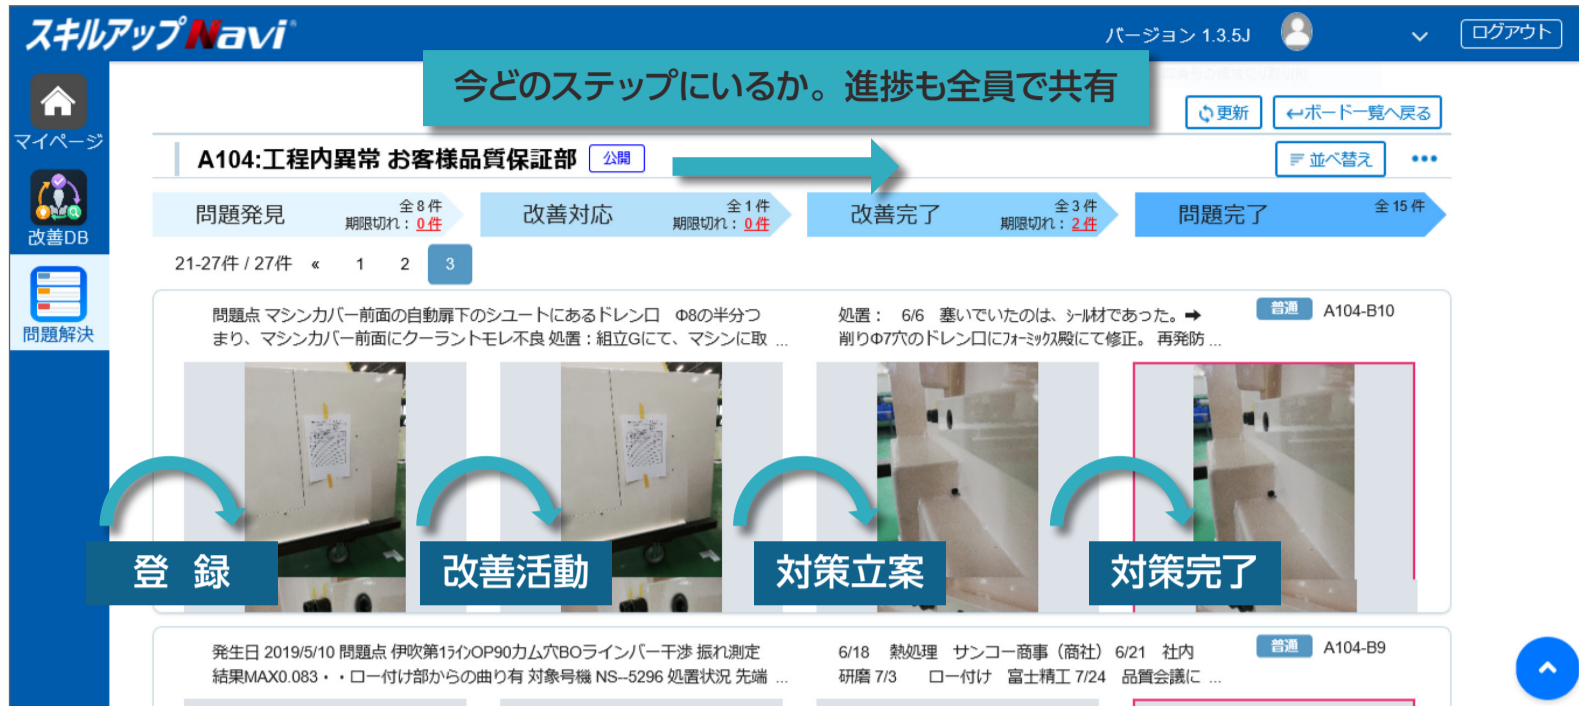 スキルアップNavi
バージョン 1.3.5J
ログアウト
今どのステップにいるか。進捗も全員で共有
マイページ
更新
ボード一覧へ戻る
A104:工程内異常 お客様品質保証部
公開
並べ替え
問題発見
全 8 件
期限切れ： 0 件
改善対応
全 1 件
期限切れ： 0 件
改善完了
全 3 件
期限切れ： 2 件
問題完了
全 15 件
改善DB
21-27件 / 27件 « 1 2 3
問題解決
問題点 マシンカバー前面の自動扉下のシュートにあるドレン口 Φ8の半分つ
まり、マシンカバー前面にクーラントモレ不良 処置：組立Gにて、マシンに取 ...
処置： 6/6 塞いでいたのは、ｼｰﾙ材であった。➡
削りΦ7穴のドレン口にﾌｫｰﾐｯｸｽ殿にて修正。 再発防 ...
普通
A104-B10
登 録
改善活動
対策立案
対策完了
発生日 2019/5/10 問題点 伊吹第1ﾗｲﾝOP90カム穴BOラインバー干渉 振れ測定
結果MAX0.083・・ロー付け部からの曲り有 対象号機 NS--5296 処置状況 先端 ...
6/18 熱処理 サンコー商事（商社） 6/21 社内
研磨 7/3 ロー付け 富士精工 7/24 品質会議に ...
普通
A104-B9